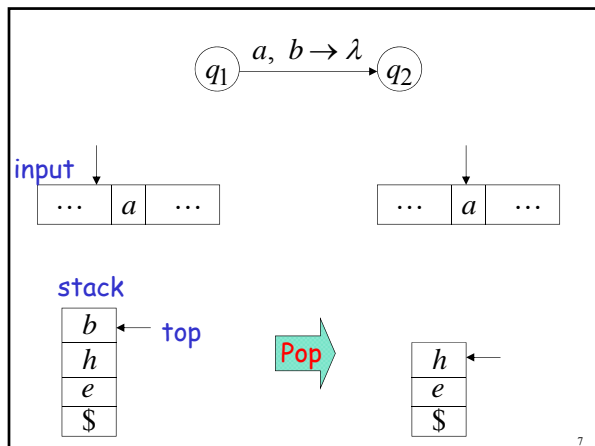 a, b → λ
q₁ q₂
input
⋯ a ⋯ ⋯ a ⋯
stack
b top
h Pop h
e e
$ $
7